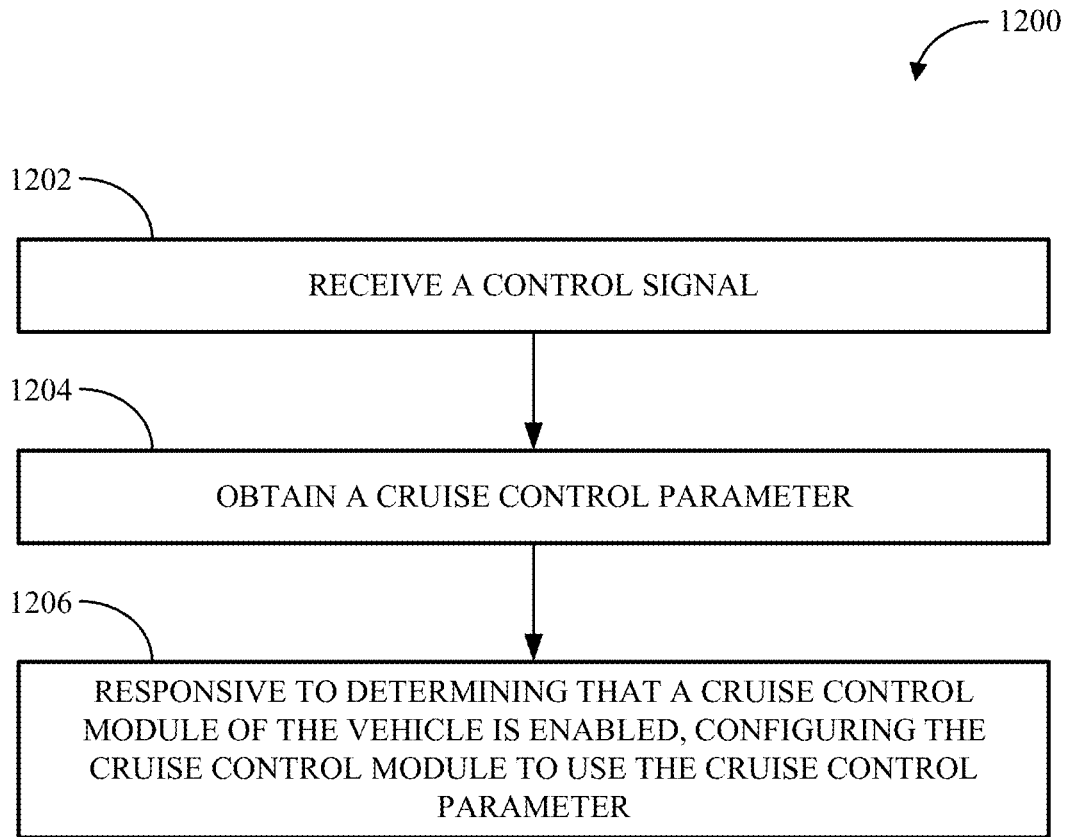 1200
1202
RECEIVE A CONTROL SIGNAL
1204
OBTAIN A CRUISE CONTROL PARAMETER
1206
RESPONSIVE TO DETERMINING THAT A CRUISE CONTROL
MODULE OF THE VEHICLE IS ENABLED, CONFIGURING THE
CRUISE CONTROL MODULE TO USE THE CRUISE CONTROL
PARAMETER